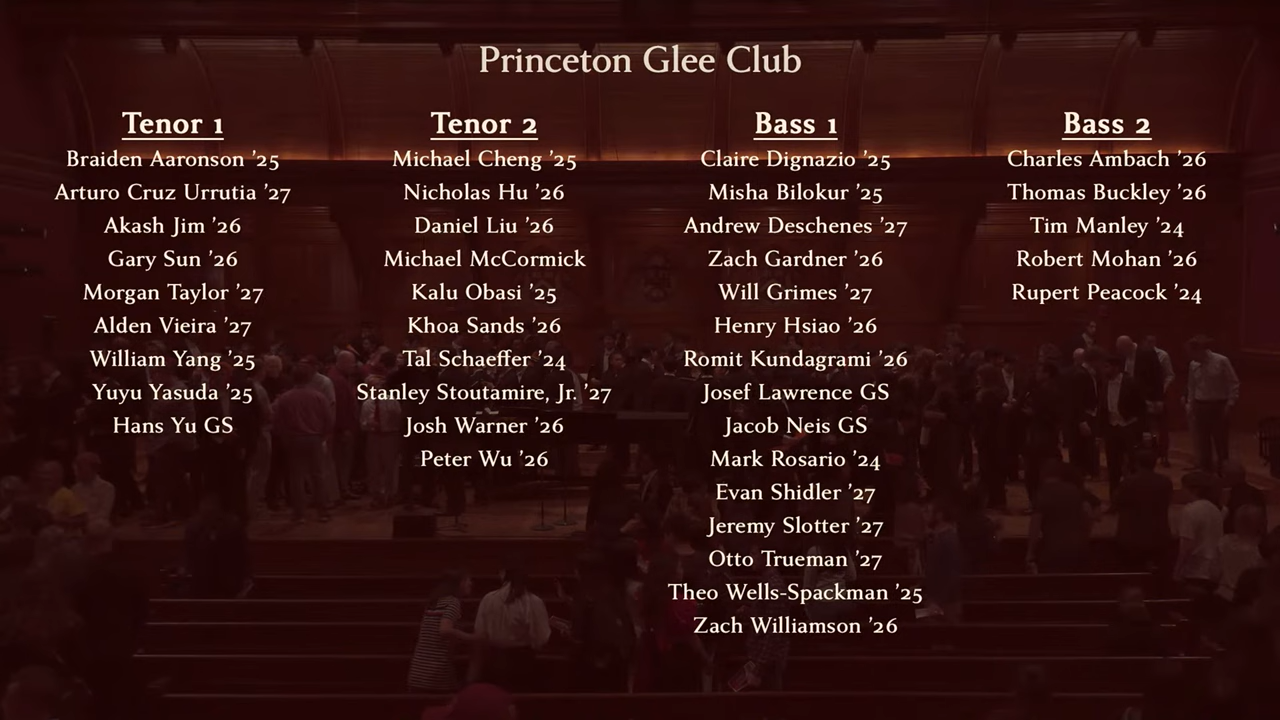 Princeton Glee Club
Tenor 1
Braiden Aaronson ’25
Arturo Cruz Urrutia ’27
Akash Jim ’26
Gary Sun ’26
Morgan Taylor ’27
Alden Vieira ’27
William Yang ’25
Yuyu Yasuda ’25
Hans Yu GS
Tenor 2
Michael Cheng ’25
Nicholas Hu ’26
Daniel Liu ’26
Michael McCormick
Kalu Obasi ’25
Khoa Sands ’26
Tal Schaeffer ’24
Stanley Stoutamire, Jr. ’27
Josh Warner ’26
Peter Wu ’26
Bass 1
Claire Dignazio ’25
Misha Bilokur ’25
Andrew Deschenes ’27
Zach Gardner ’26
Will Grimes ’27
Henry Hsiao ’26
Romit Kundagrami ’26
Josef Lawrence GS
Jacob Neis GS
Mark Rosario ’24
Evan Shidler ’27
Jeremy Slotter ’27
Otto Trueman ’27
Theo Wells-Spackman ’25
Zach Williamson ’26
Bass 2
Charles Ambach ’26
Thomas Buckley ’26
Tim Manley ’24
Robert Mohan ’26
Rupert Peacock ’24